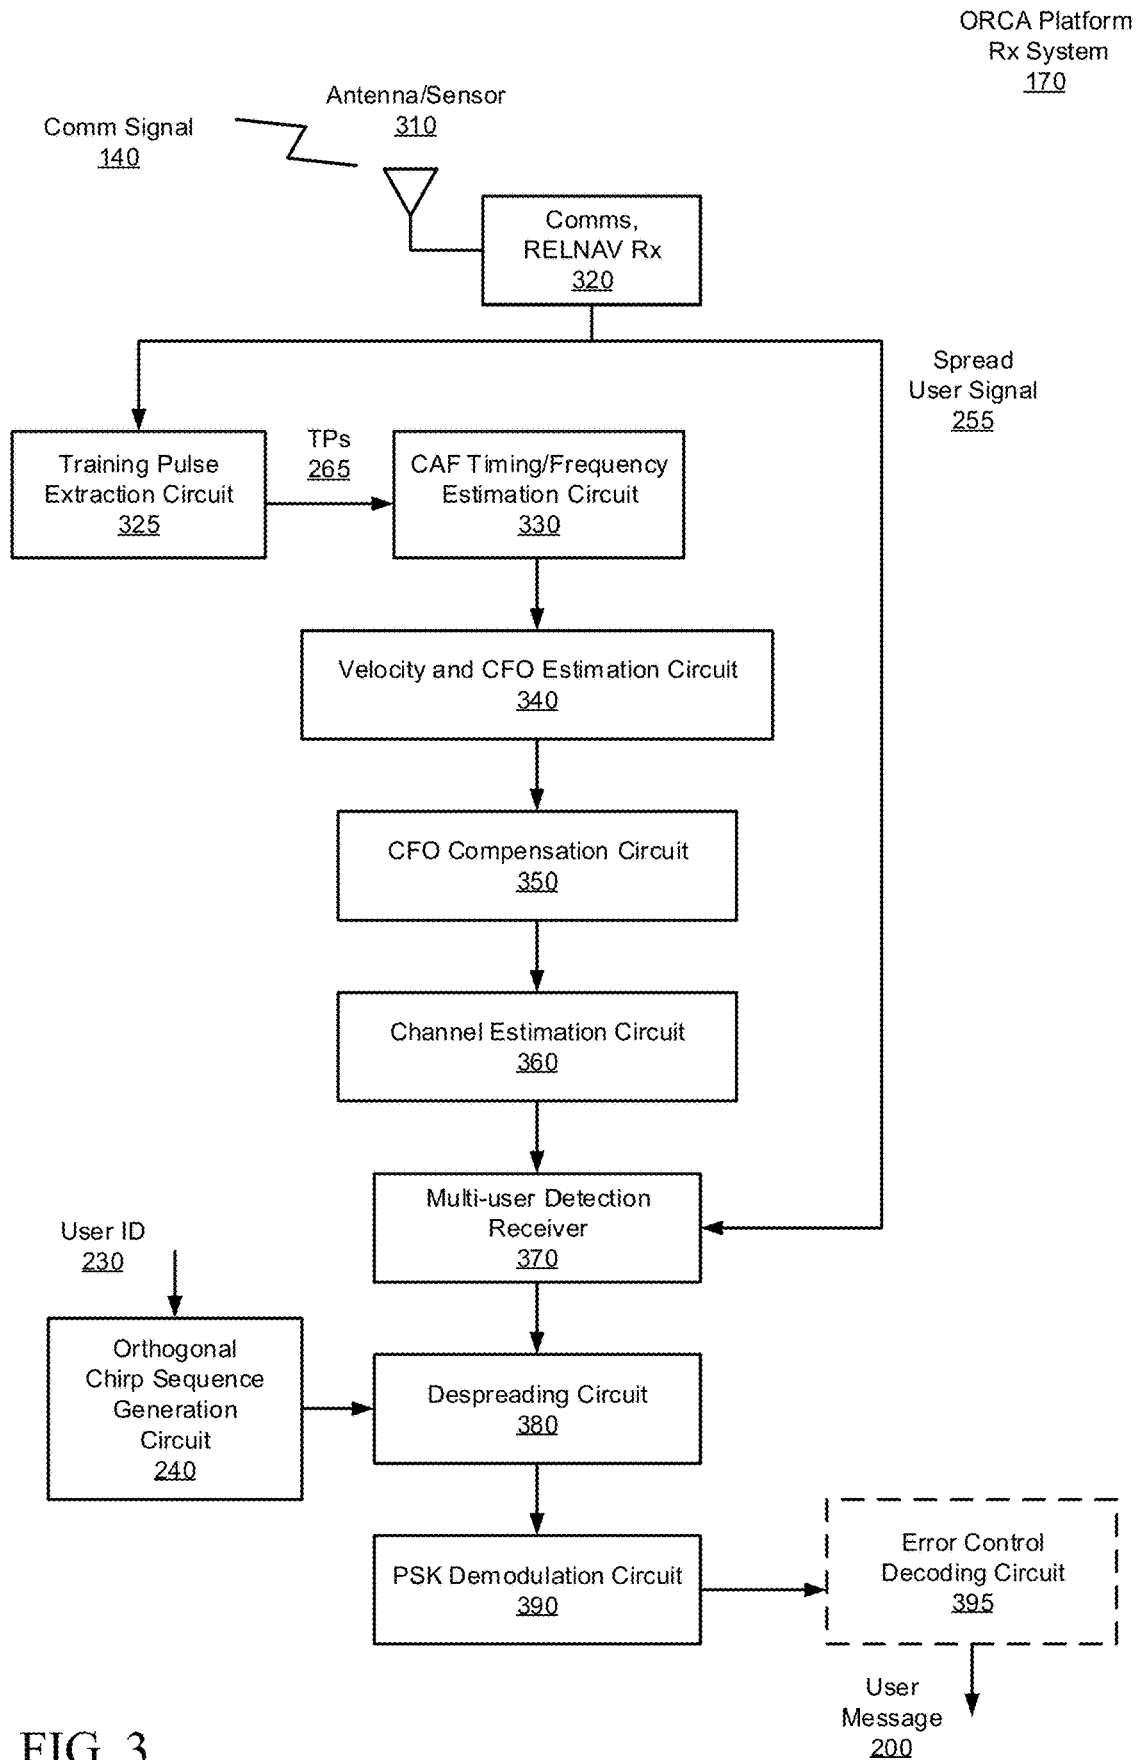 ORCA Platform
Rx System
170
Antenna/Sensor
310
Comm Signal
140
Comms,
RELNAV Rx
320
Spread
User Signal
255
Training Pulse
Extraction Circuit
325
TPs
265
CAF Timing/Frequency
Estimation Circuit
330
Velocity and CFO Estimation Circuit
340
CFO Compensation Circuit
350
Channel Estimation Circuit
360
Multi-user Detection
Receiver
370
User ID
230
Orthogonal
Chirp Sequence
Generation
Circuit
240
Despreading Circuit
380
PSK Demodulation Circuit
390
Error Control
Decoding Circuit
395
User
Message
200
FIG. 3